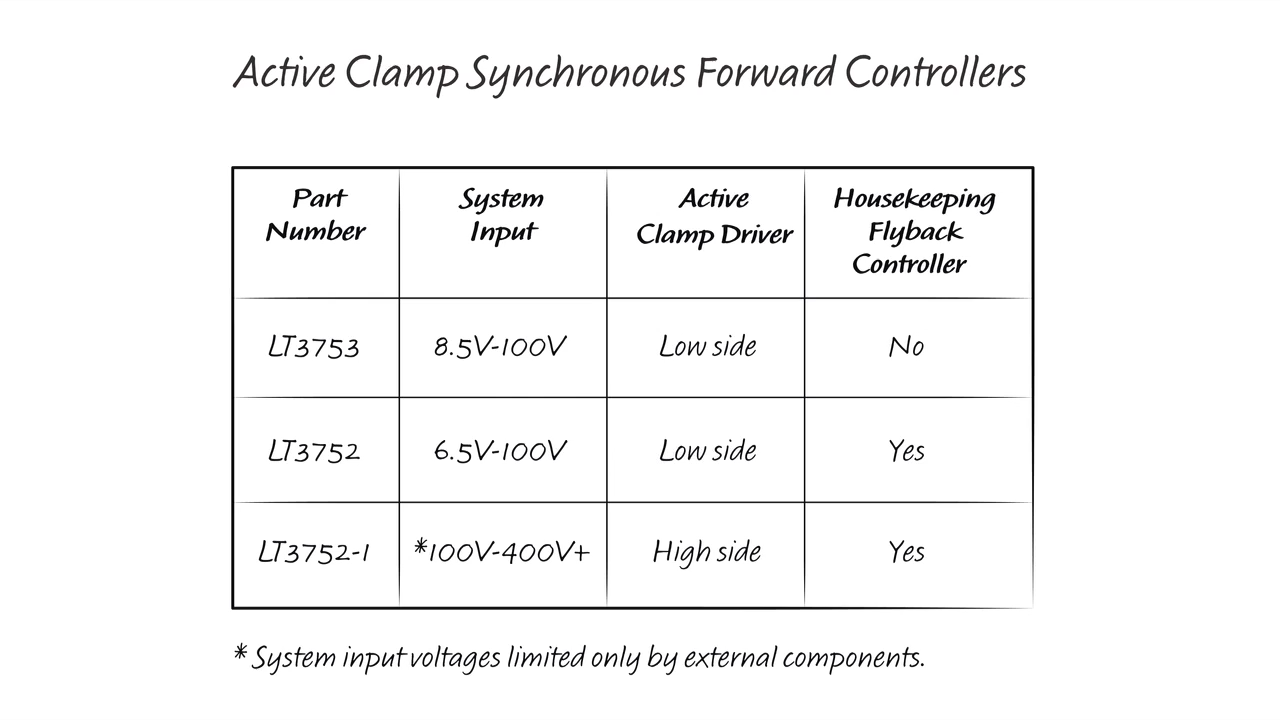 Active Clamp Synchronous Forward Controllers
Part Number
System Input
Active Clamp Driver
Housekeeping Flyback Controller
LT3753
8.5V-100V
Low side
No
LT3752
6.5V-100V
Low side
Yes
LT3752-1
*100V-400V+
High side
Yes
* System input voltages limited only by external components.